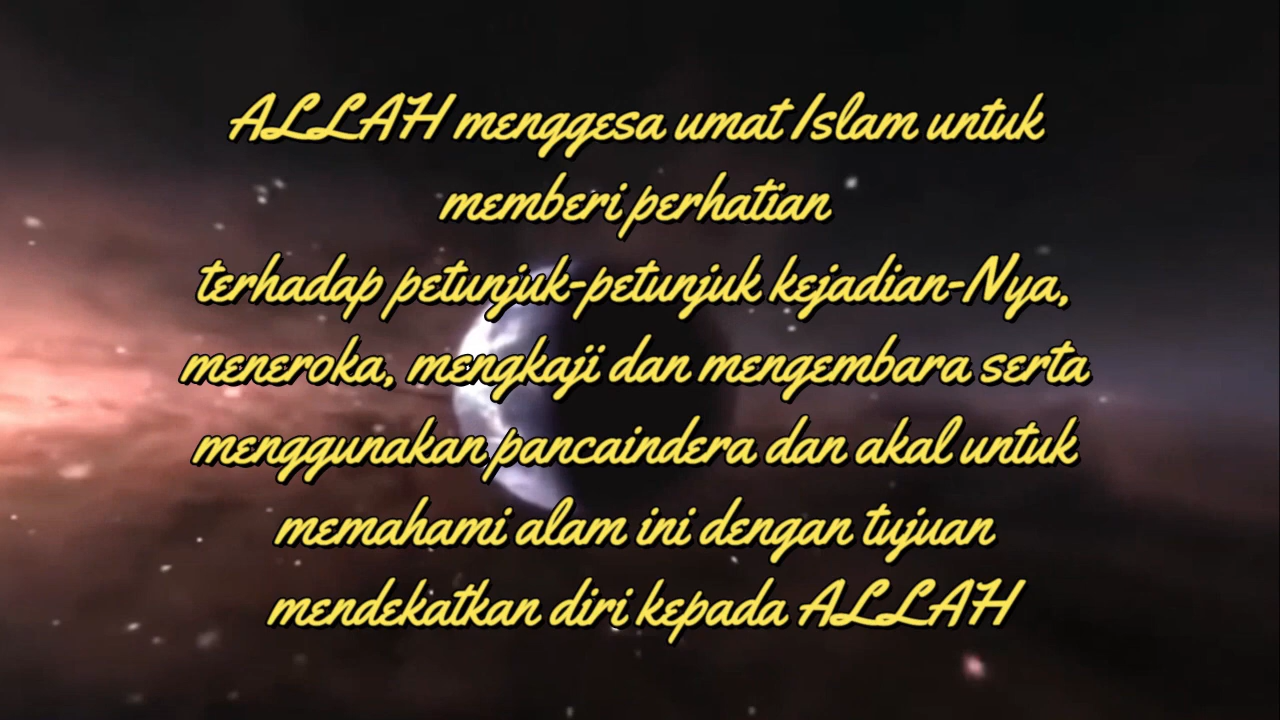 ALLAH menggesa umat Islam untuk
memberi perhatian
terhadap petunjuk-petunjuk kejadian-Nya,
meneroka, mengkaji dan mengembara serta
menggunakan pancaindera dan akal untuk
memahami alam ini dengan tujuan
mendekatkan diri kepada ALLAH